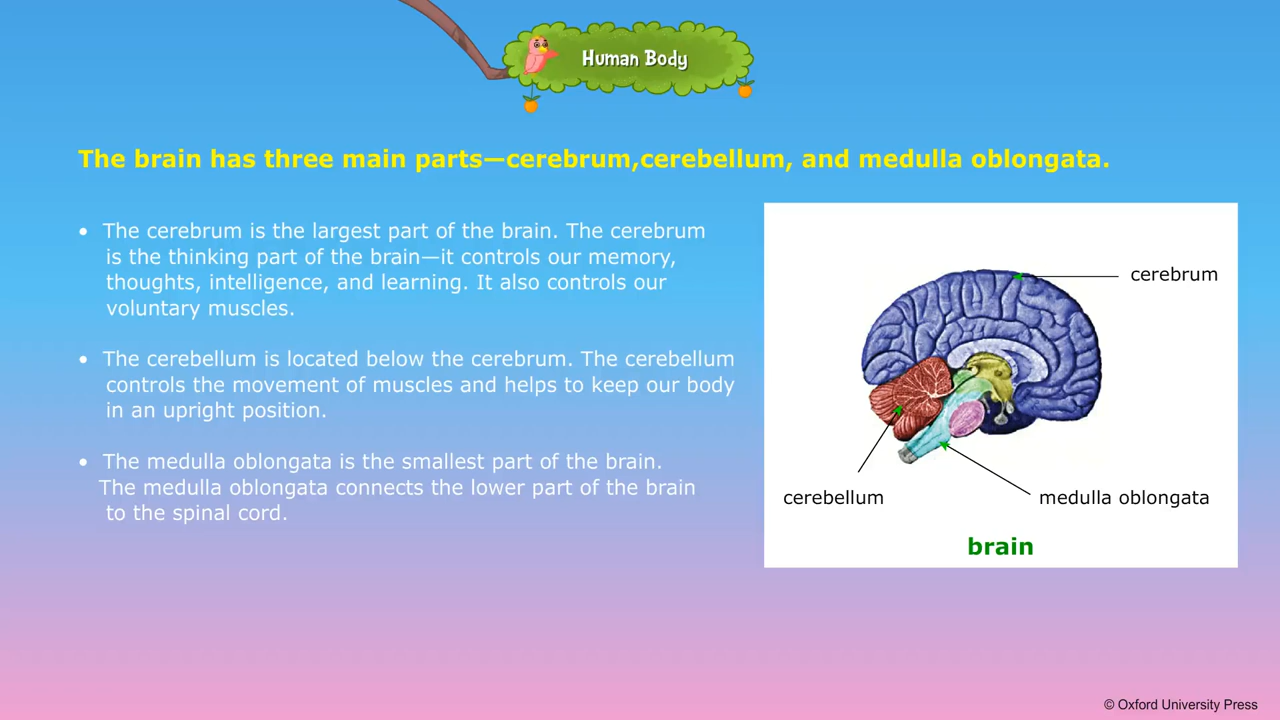 Human Body
The brain has three main parts—cerebrum,cerebellum, and medulla oblongata.
• The cerebrum is the largest part of the brain. The cerebrum
is the thinking part of the brain—it controls our memory,
thoughts, intelligence, and learning. It also controls our
voluntary muscles.
• The cerebellum is located below the cerebrum. The cerebellum
controls the movement of muscles and helps to keep our body
in an upright position.
• The medulla oblongata is the smallest part of the brain.
The medulla oblongata connects the lower part of the brain
to the spinal cord.
cerebrum
cerebellum
medulla oblongata
brain
© Oxford University Press